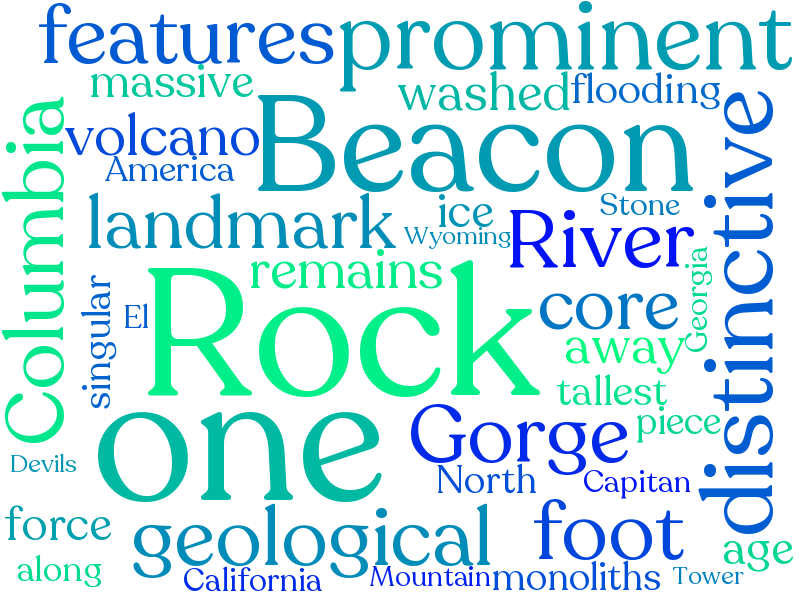 features prominent
massive washed flooding
volcano Beacon
America
Columbia
distinctive
landmark ice Stone
Wyoming River
remains
Georgia
singular El Rock core
away
tallest
one Gorge piece
Devils North Capitan
force geological foot age
along California Mountain monoliths Tower